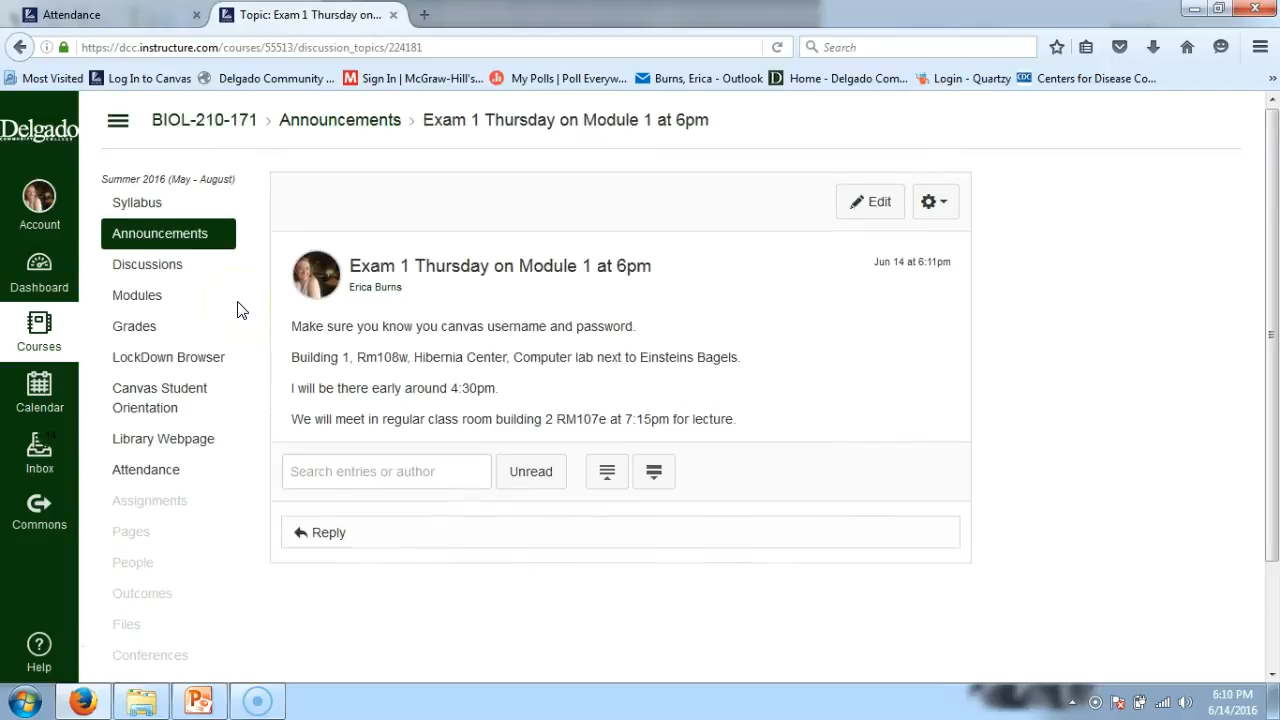 Attendance
Topic: Exam 1 Thursday on...
https://dcc.instructure.com/courses/55513/discussion_topics/224181
Search
Most Visited
Log In to Canvas
Delgado Community ...
Sign In | McGraw-Hill's...
My Polls | Poll Everyw...
Burns, Erica - Outlook
Home - Delgado Com...
Login - Quartzy
CDC
Centers for Disease Co...
Delgado
COMMUNITY COLLEGE
Account
Dashboard
Courses
Calendar
14
Inbox
Commons
Help
BIOL-210-171 > Announcements > Exam 1 Thursday on Module 1 at 6pm
Summer 2016 (May - August)
Syllabus
Announcements
Discussions
Modules
Grades
LockDown Browser
Canvas Student
Orientation
Library Webpage
Attendance
Assignments
Pages
People
Outcomes
Files
Conferences
Edit
Exam 1 Thursday on Module 1 at 6pm
Jun 14 at 6:11pm
Erica Burns
Make sure you know you canvas username and password.
Building 1, Rm108w, Hibernia Center, Computer lab next to Einsteins Bagels.
I will be there early around 4:30pm.
We will meet in regular class room building 2 RM107e at 7:15pm for lecture.
Search entries or author
Unread
Reply
6:10 PM
6/14/2016